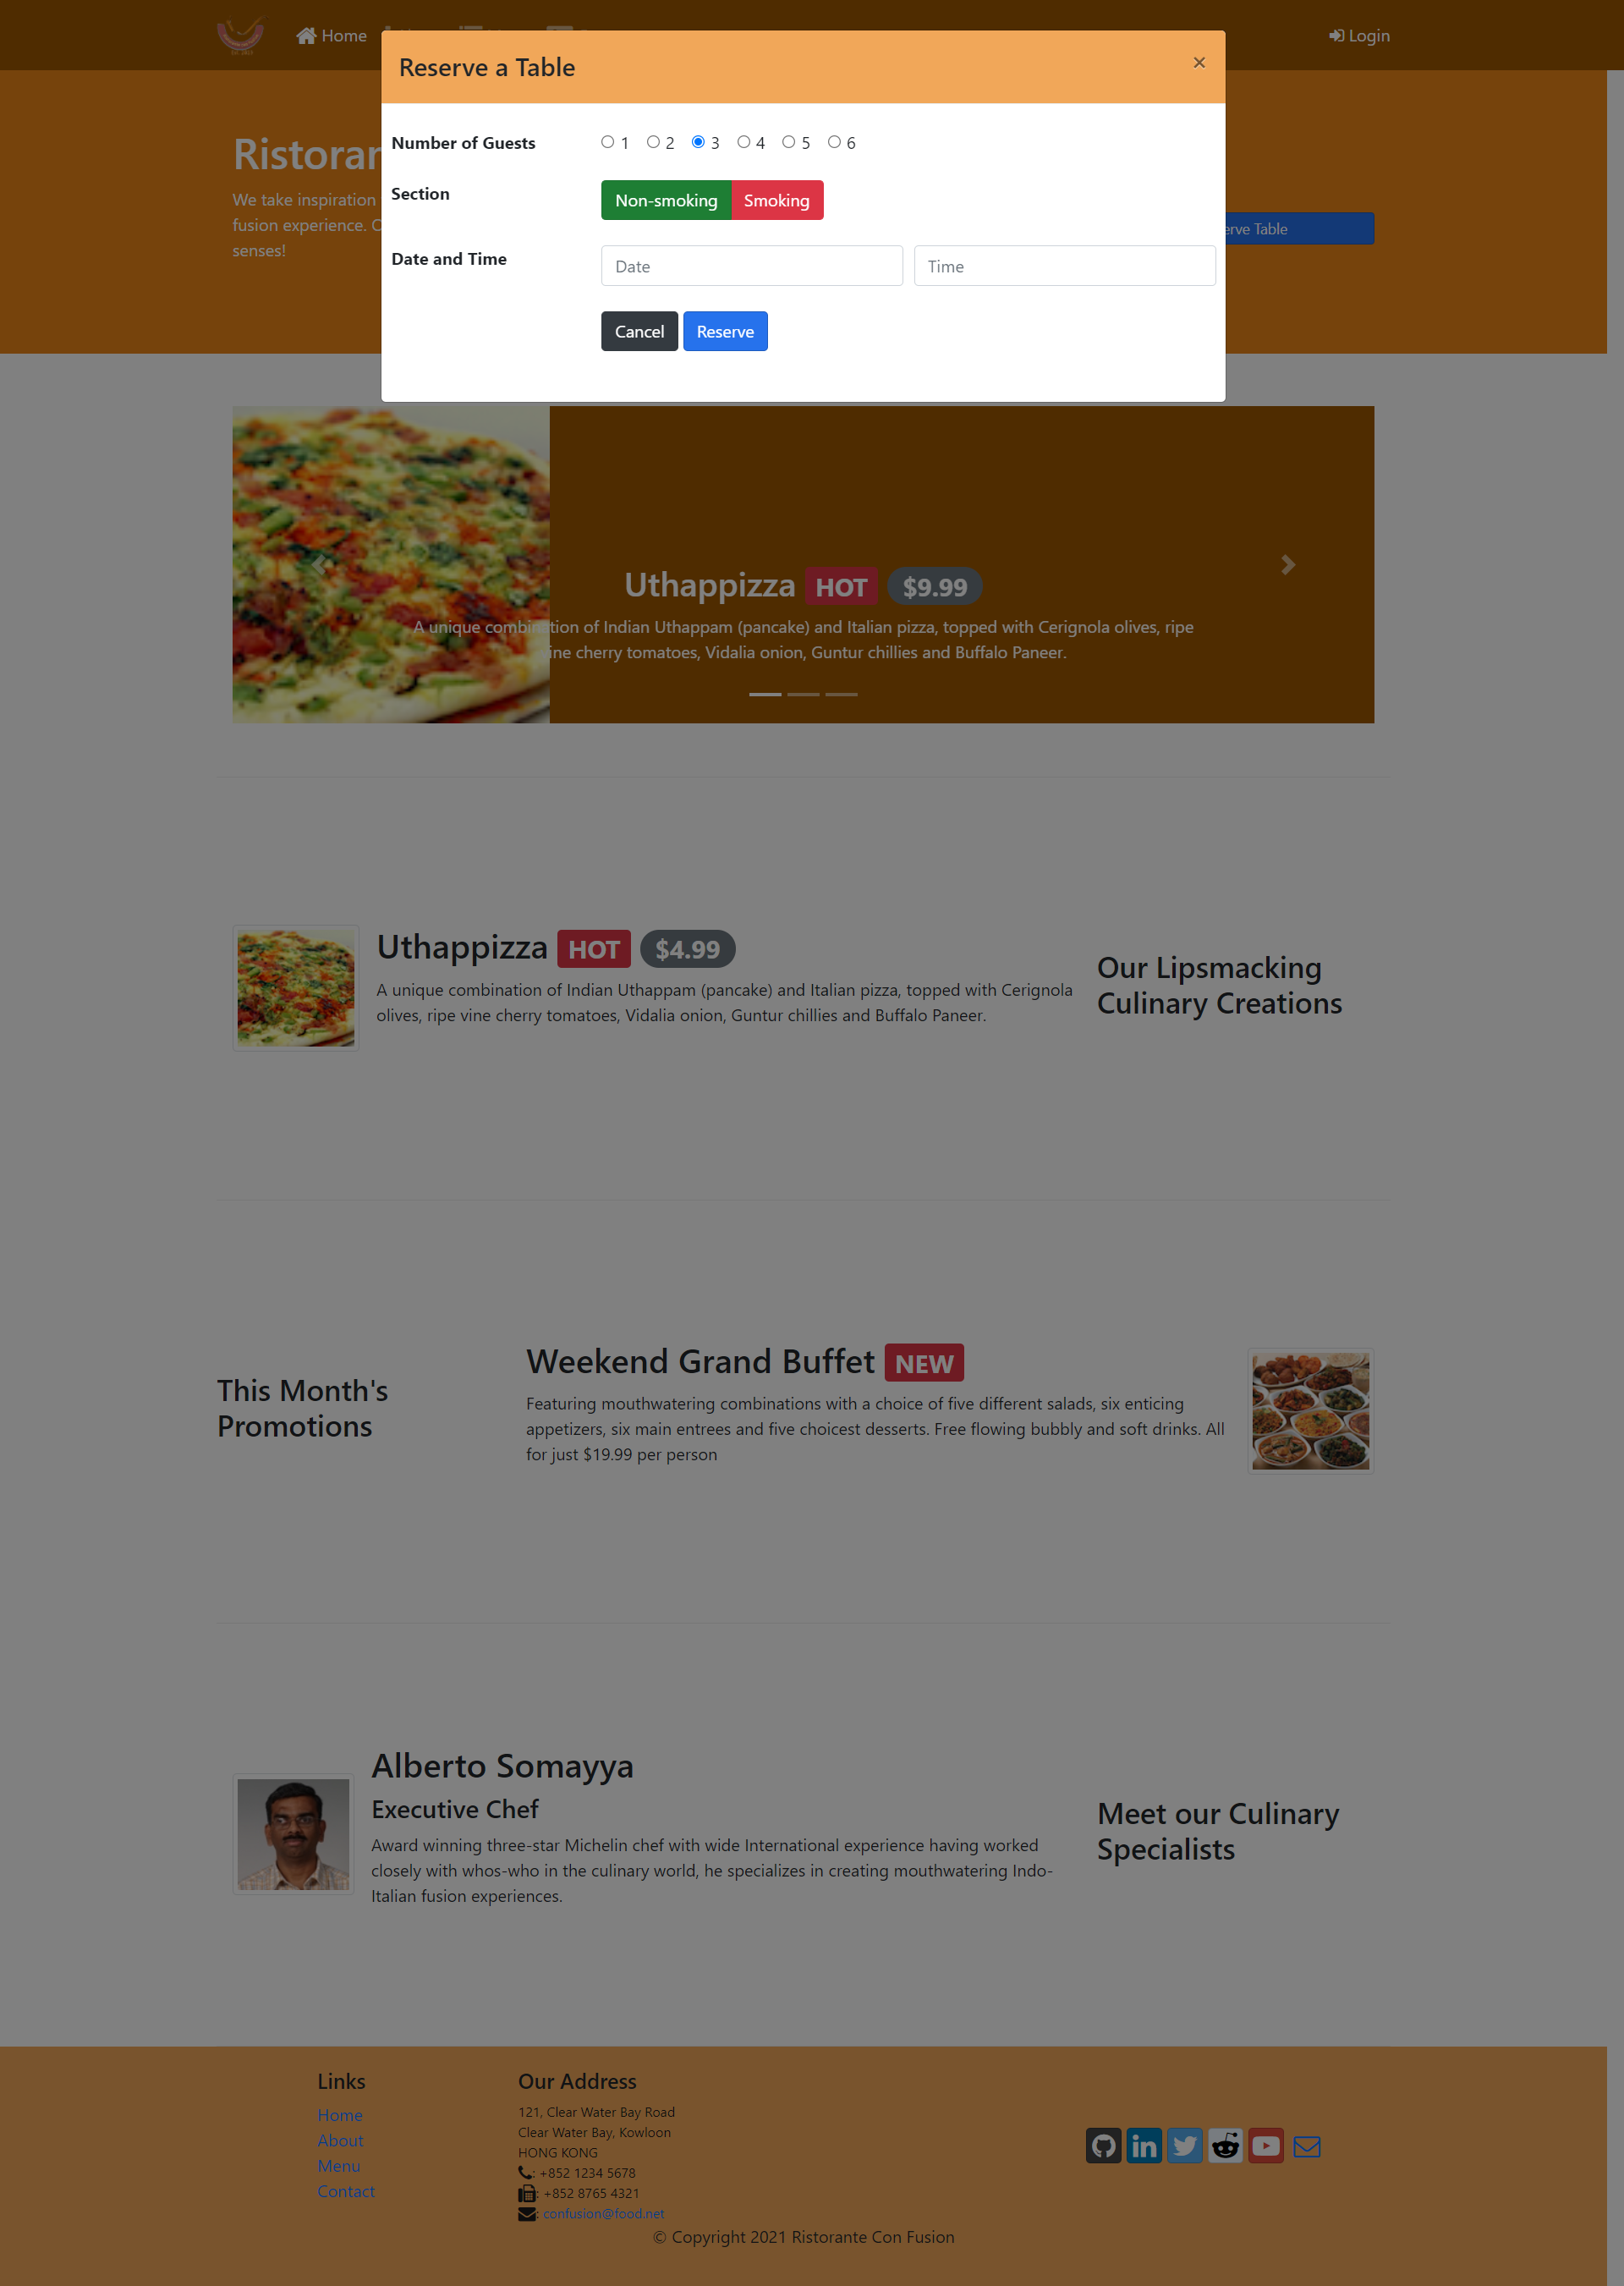 Home
Login
Reserve a Table
×
Number of Guests
1 2 3 4 5 6
Section
Non-smoking Smoking
Date and Time
Date Time
Cancel Reserve
We take inspiration
fusion experience.
senses!
Table
Uthappizza HOT $9.99
A unique combination of Indian Uthappam (pancake) and Italian pizza, topped with Cerignola olives, ripe
vine cherry tomatoes, Vidalia onion, Guntur chillies and Buffalo Paneer.
Uthappizza HOT $4.99
A unique combination of Indian Uthappam (pancake) and Italian pizza, topped with Cerignola
olives, ripe vine cherry tomatoes, Vidalia onion, Guntur chillies and Buffalo Paneer.
Our Lipsmacking
Culinary Creations
This Month's
Promotions
Weekend Grand Buffet NEW
Featuring mouthwatering combinations with a choice of five different salads, six enticing
appetizers, six main entrees and five choicest desserts. Free flowing bubbly and soft drinks. All
for just $19.99 per person
Alberto Somayya
Executive Chef
Award winning three-star Michelin chef with wide International experience having worked
closely with whos-who in the culinary world, he specializes in creating mouthwatering Indo-
Italian fusion experiences.
Meet our Culinary
Specialists
Links
Home
About
Menu
Contact
Our Address
121, Clear Water Bay Road
Clear Water Bay, Kowloon
HONG KONG
: +852 1234 5678
: +852 8765 4321
: confusion@food.net
© Copyright 2021 Ristorante Con Fusion